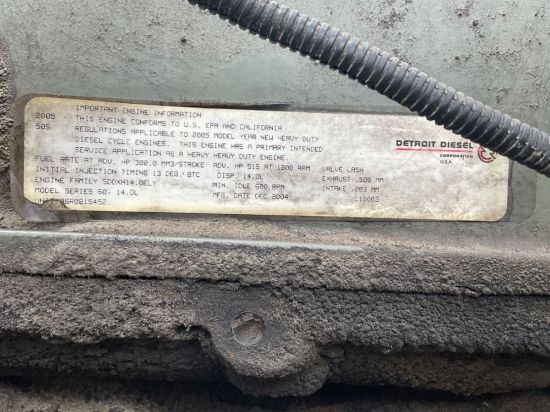 IMPORTANT ENGINE INFORMATION
2005 THIS ENGINE CONFORMS TO U.S. EPA AND CALIFORNIA
50S REGULATIONS APPLICABLE TO 2005 MODEL YEAR NEW HEAVY DUTY
DIESEL CYCLE ENGINES. THIS ENGINE HAS A PRIMARY INTENDED
SERVICE APPLICATION AS A HEAVY HEAVY DUTY ENGINE.
FUEL RATE AT ADV. HP 302.0 MM3/STROKE ADV. HP 515 AT 1800 RPM VALVE LASH
INITIAL INJECTION TIMING 13 DEG. BTC DISP. 14.0L EXHAUST .508 MM
ENGINE FAMILY 5DDXH14.0ELY MIN. IDLE 600 RPM INTAKE .203 MM
MODEL SERIES 60, 14.0L MFG. DATE DEC 2004 L15003
06R0815452
DETROIT DIESEL
CORPORATION
U.S.A.